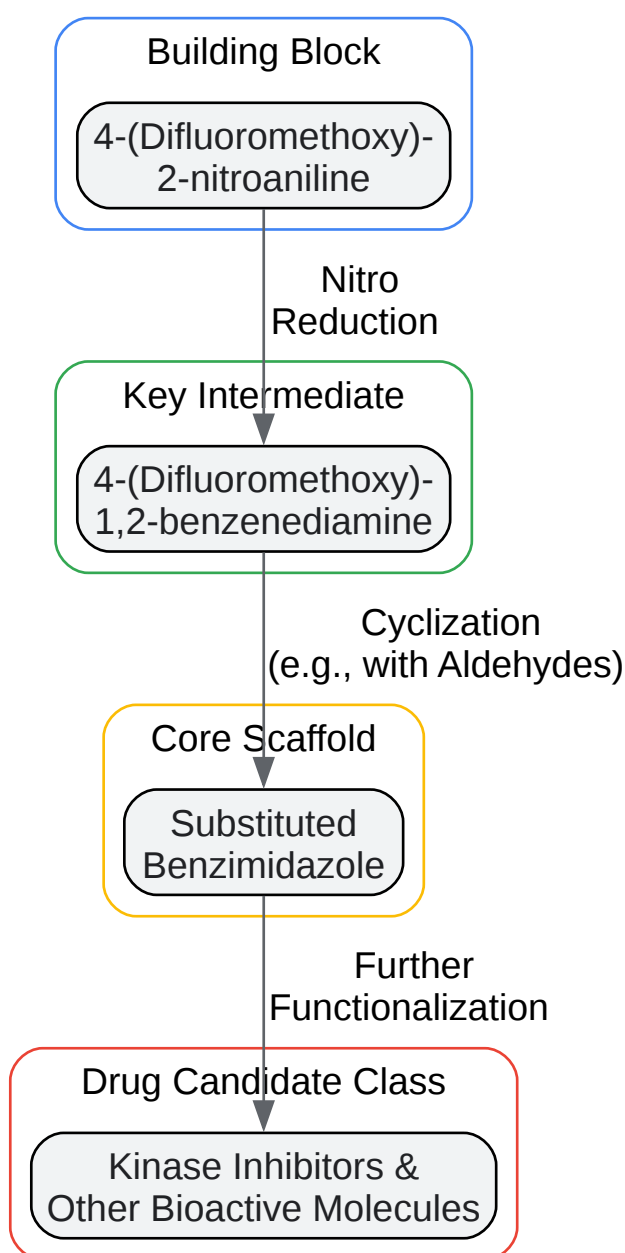 Building Block
4-(Difluoromethoxy)-
2-nitroaniline
Nitro
Reduction
Key Intermediate
4-(Difluoromethoxy)-
1,2-benzenediamine
Cyclization
(e.g., with Aldehydes)
Core Scaffold
Substituted
Benzimidazole
Further
Functionalization
Drug Candidate Class
Kinase Inhibitors &
Other Bioactive Molecules